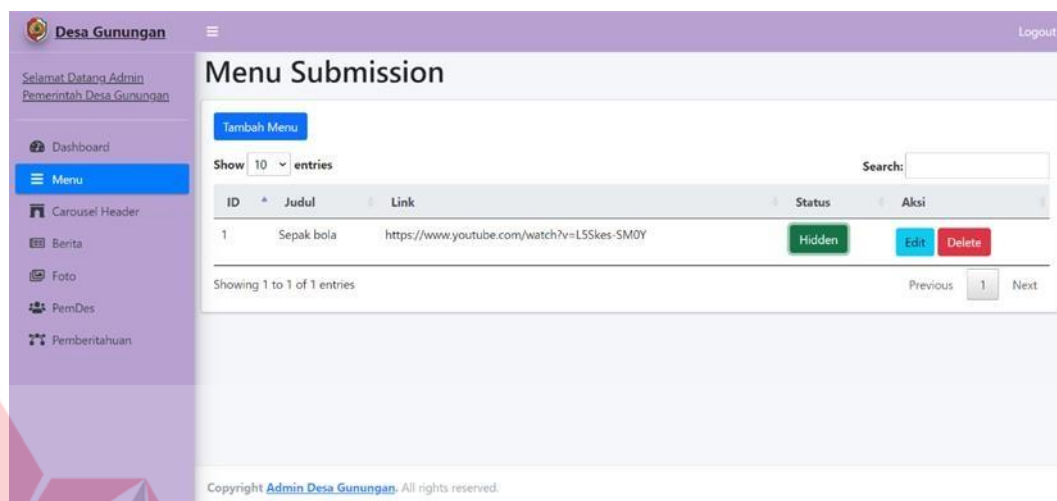 Desa Gunungan
Logout
Selamat Datang Admin
Pemerintah Desa Gunungan
Dashboard
Menu
Carousel Header
Berita
Foto
PemDes
Pemberitahuan
Menu Submission
Tambah Menu
Show 10 entries
Search:
ID Judul Link Status Aksi
1 Sepak bola https://www.youtube.com/watch?v=L5Skes-SM0Y Hidden Edit Delete
Showing 1 to 1 of 1 entries
Previous 1 Next
Copyright Admin Desa Gunungan. All rights reserved.